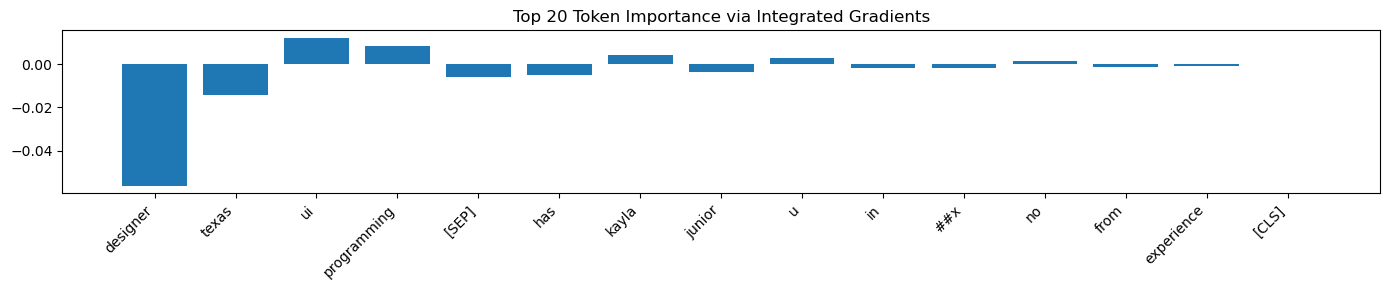 Top 20 Token Importance via Integrated Gradients
0.00
−0.02
−0.04
designer
texas
ui
programming
[SEP]
has
kayla
junior
u
in
##x
no
from
experience
[CLS]